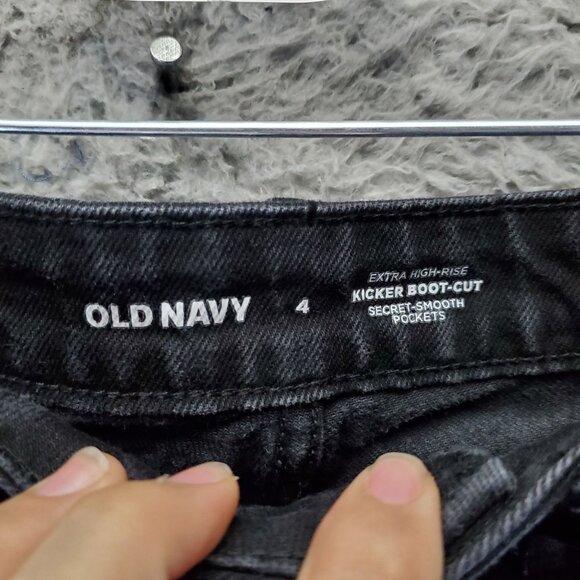 OLD NAVY
4
EXTRA HIGH-RISE
KICKER BOOT-CUT
SECRET-SMOOTH
POCKETS